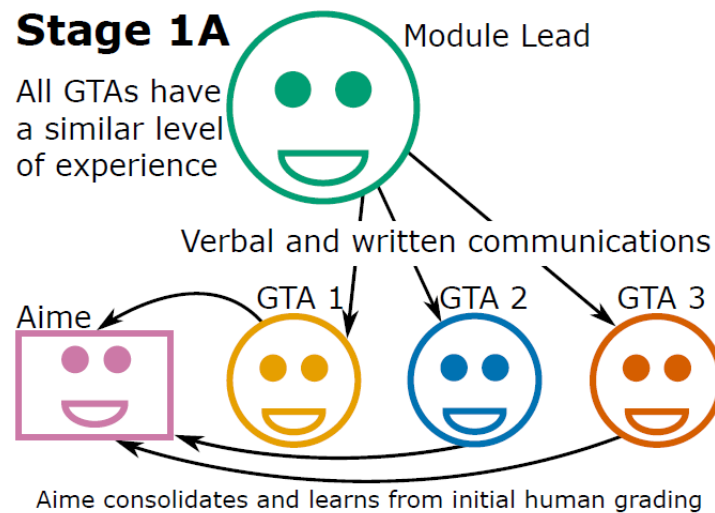 Stage 1A
Module Lead
All GTAs have
a similar level
of experience
Verbal and written communications
Aime
GTA 1
GTA 2
GTA 3
Aime consolidates and learns from initial human grading